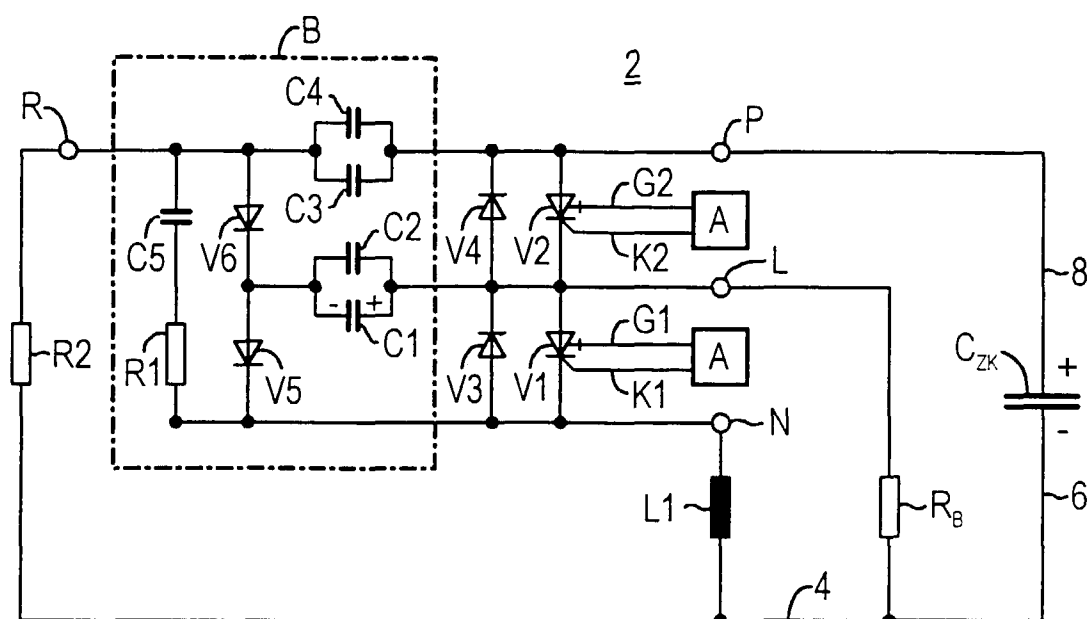 B
2
R
C4
P
C3
G2
A
C5
V6
C2
V4
V2
K2
L
8
- +
G1
C_ZK
+
R2
R1
C1
A
V5
V3
V1
K1
-
N
L1
R_B
6
4